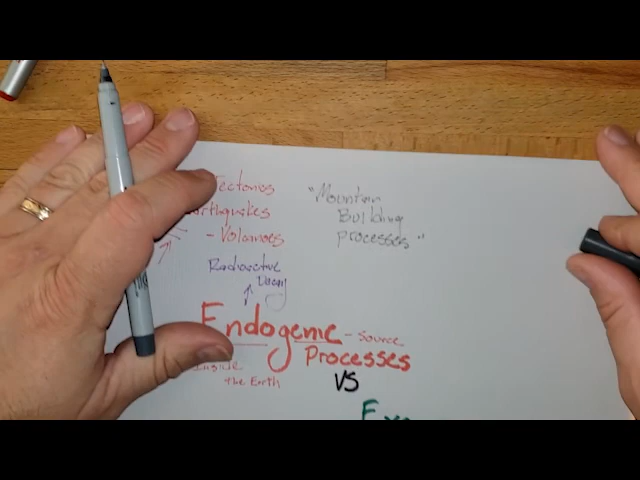 Tectonics
Earthquakes
- Volcanoes
"Mountain
Building
Processes"
Radioactive
Decay
Endogenic - Source
Processes
Inside
the Earth
VS